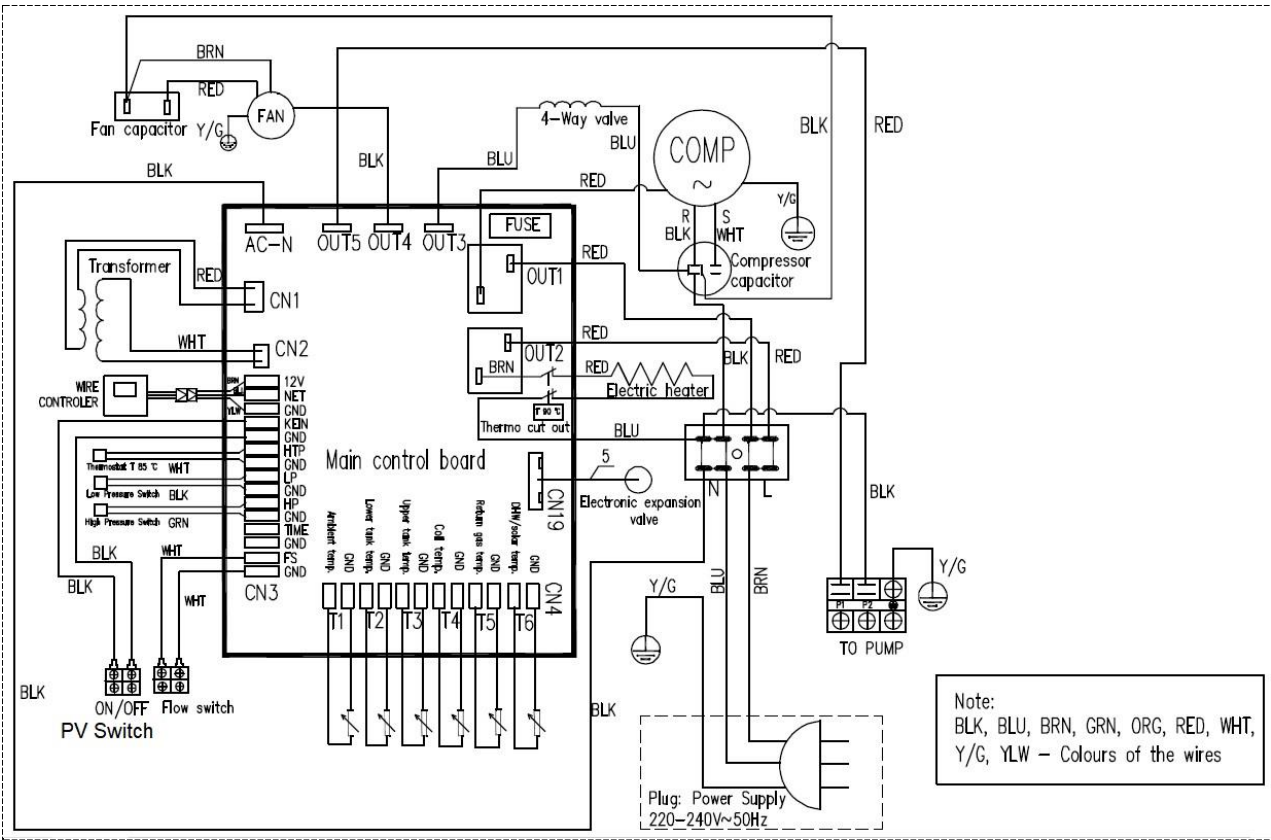 BRN
RED
FAN
Fan capacitor
Y/G
BLK
BLK
BLU
4-Way valve
BLU
COMP
~
RED
R
S
BLK
WHT
Y/G
Compressor
capacitor
BLK
RED
AC-N
OUT5
OUT4
OUT3
FUSE
OUT1
RED
Transformer
RED
CN1
WHT
CN2
OUT2
RED
BRN
RED
Electric heater
BLK
RED
T 90 ℃
Thermo cut out
BLU
WIRE
CONTROLER
BRN
BLU
YLW
12V
NET
GND
KEIN
GND
HTP
GND
LP
GND
HP
GND
TIME
GND
FS
GND
CN3
Thermostat T 85 ℃
WHT
Low Pressure Switch
BLK
High Pressure Switch
GRN
BLK
WHT
BLK
WHT
Main control board
5
CN19
Electronic expansion
valve
N
L
BLK
Ambient temp.
GND
Lower tank temp.
GND
Upper tank temp.
GND
Coil temp.
GND
Return gas temp.
GND
DHW/solar temp.
GND
CN4
T1
T2
T3
T4
T5
T6
Y/G
BLU
BRN
Y/G
P1
P2
TO PUMP
BLK
ON/OFF
Flow switch
PV Switch
BLK
Plug: Power Supply
220-240V~50Hz
Note:
BLK, BLU, BRN, GRN, ORG, RED, WHT,
Y/G, YLW – Colours of the wires